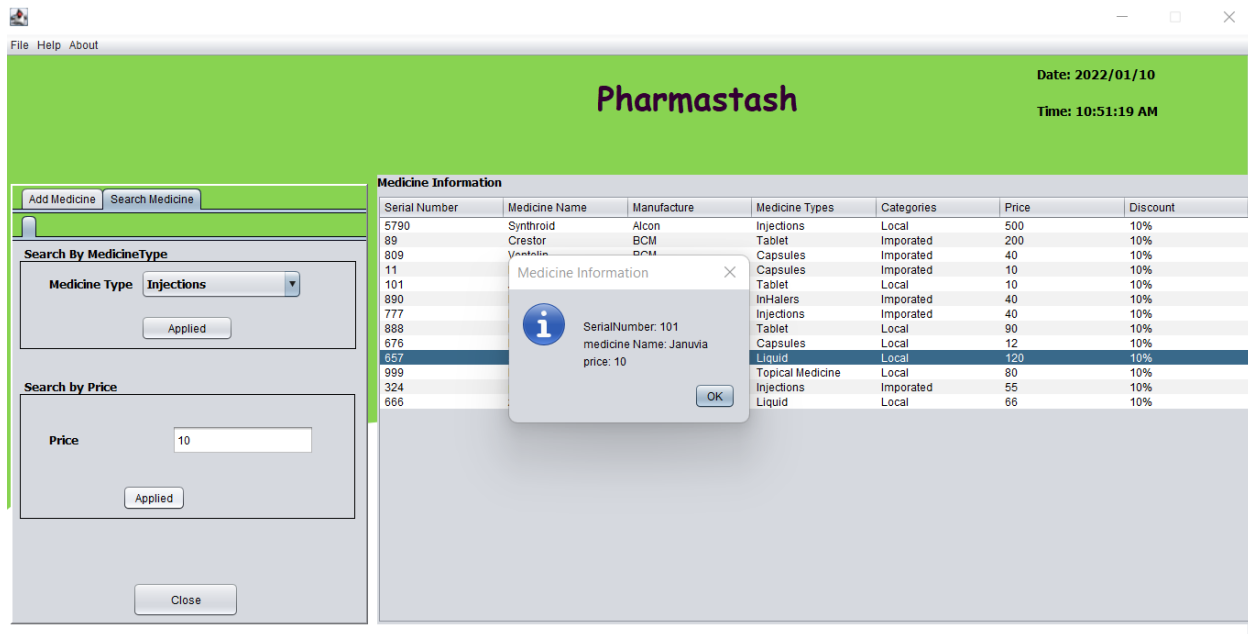 File Help About
Pharmastash
Date: 2022/01/10
Time: 10:51:19 AM
Add Medicine Search Medicine
Search By MedicineType
Medicine Type Injections
Applied
Search by Price
Price 10
Applied
Close
Medicine Information
Serial Number Medicine Name Manufacture Medicine Types Categories Price Discount
5790 Synthroid Alcon Injections Local 500 10%
89 Crestor BCM Tablet Imporated 200 10%
809 Ventolin BCM Capsules Imporated 40 10%
11 Capsules Imporated 10 10%
101 Tablet Local 10 10%
890 InHalers Imporated 40 10%
777 Injections Imporated 40 10%
888 Tablet Local 90 10%
676 Capsules Local 12 10%
657 Liquid Local 120 10%
999 Topical Medicine Local 80 10%
324 Injections Imporated 55 10%
666 Liquid Local 66 10%
Medicine Information
SerialNumber: 101
medicine Name: Januvia
price: 10
OK